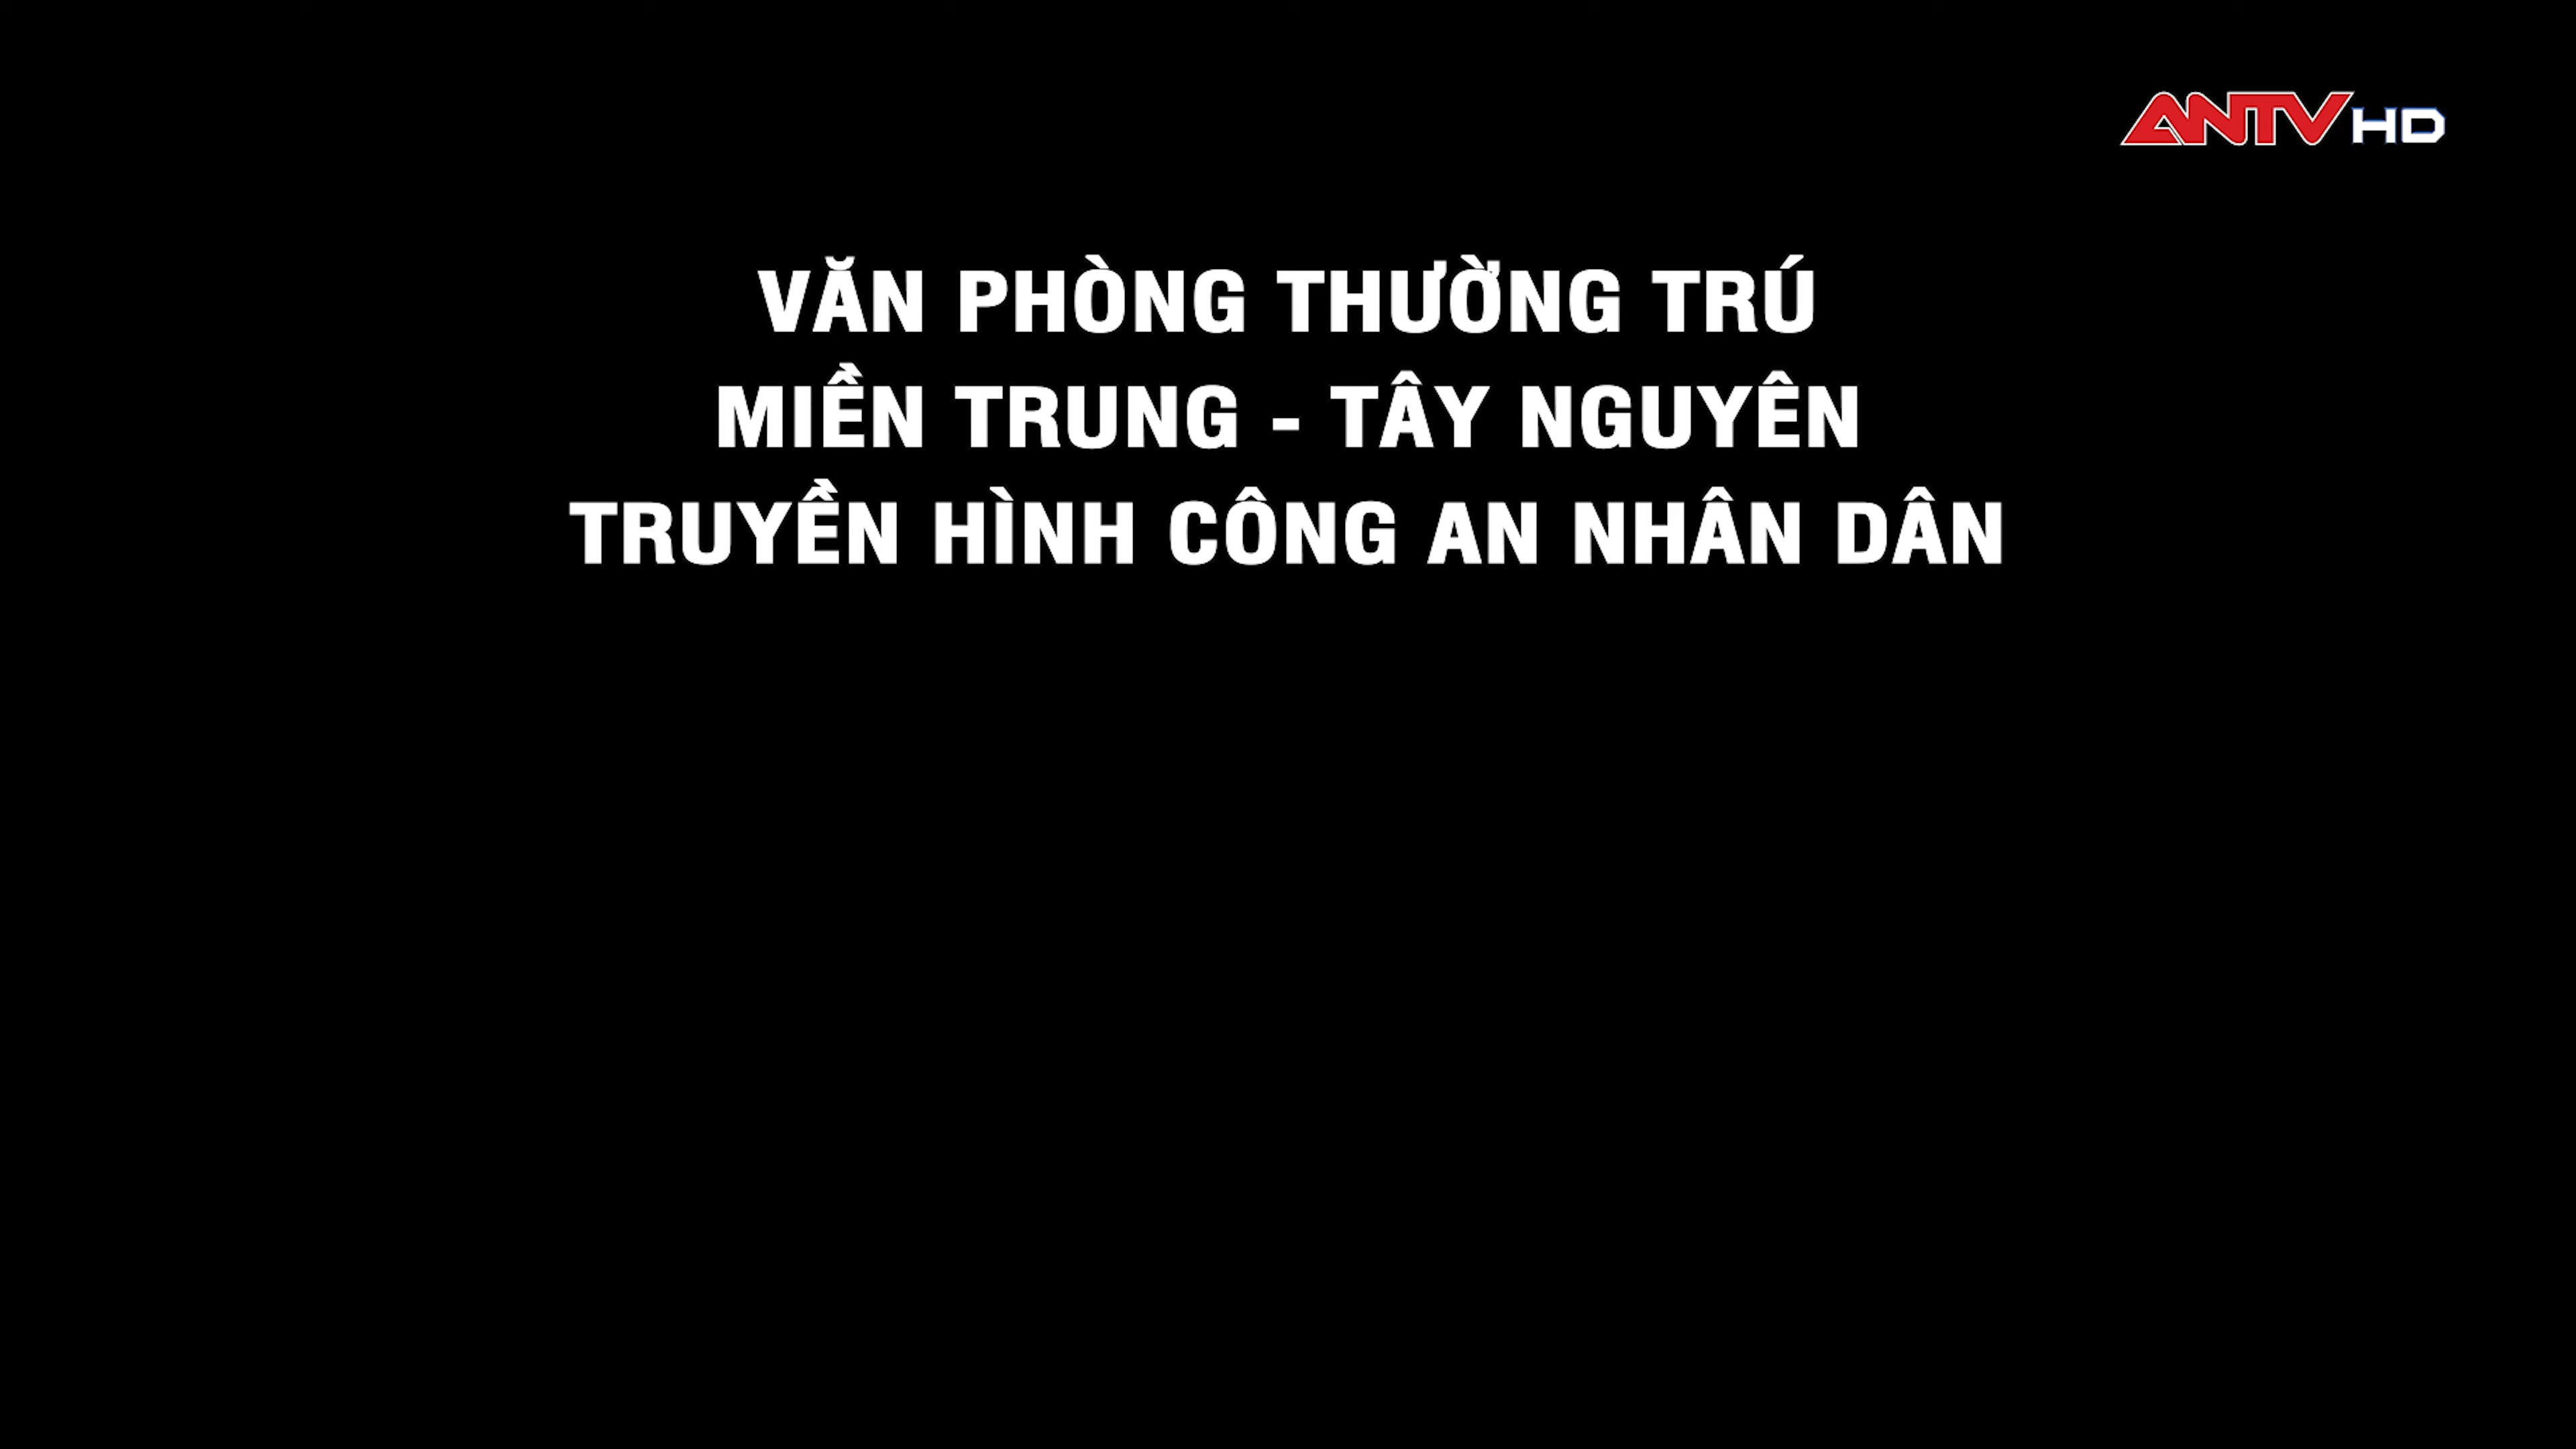 ANTV HD
VĂN PHÒNG THƯỜNG TRÚ
MIỀN TRUNG - TÂY NGUYÊN
TRUYỀN HÌNH CÔNG AN NHÂN DÂN